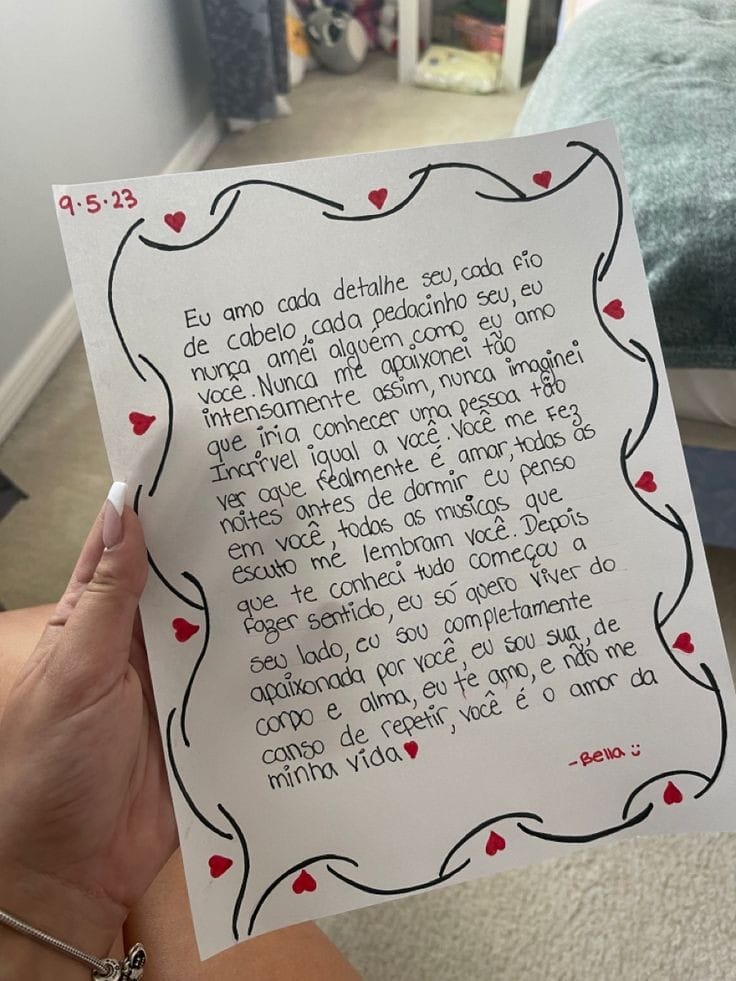 9.5.23
Eu amo cada detalhe seu, cada fio
de cabelo, cada pedacinho seu, eu
nunca amei alguém como eu amo
você. Nunca me apaixonei tão
intensamente assim, nunca imaginei
que iria conhecer uma pessoa tão
Incrível igual a você. Você me fez
ver oque realmente é amar, todas as
noites antes de dormir eu penso
em você, todas as musicas que
escuto me lembram você. Depois
que te conheci tudo começou a
fazer sentido, eu só quero viver do
seu lado, eu sou completamente
apaixonada por você, eu sou sua, de
corpo e alma, eu te amo, e não me
canso de repetir, você é o amor da
minha vida♥
-Bella :)